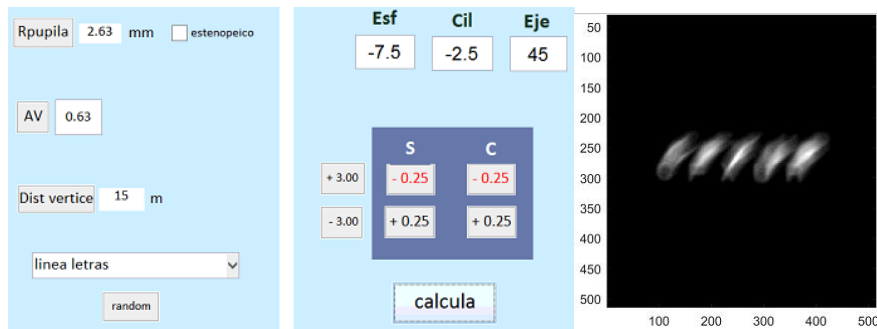 Rpupila 2.63 mm estenopeico
AV 0.63
Dist vertice 15 m
linea letras
random
Esf Cil Eje
-7.5 -2.5 45
S C
+ 3.00 - 0.25 - 0.25
- 3.00 + 0.25 + 0.25
calcula
50
100
150
200
250
300
350
400
450
500
100 200 300 400 500